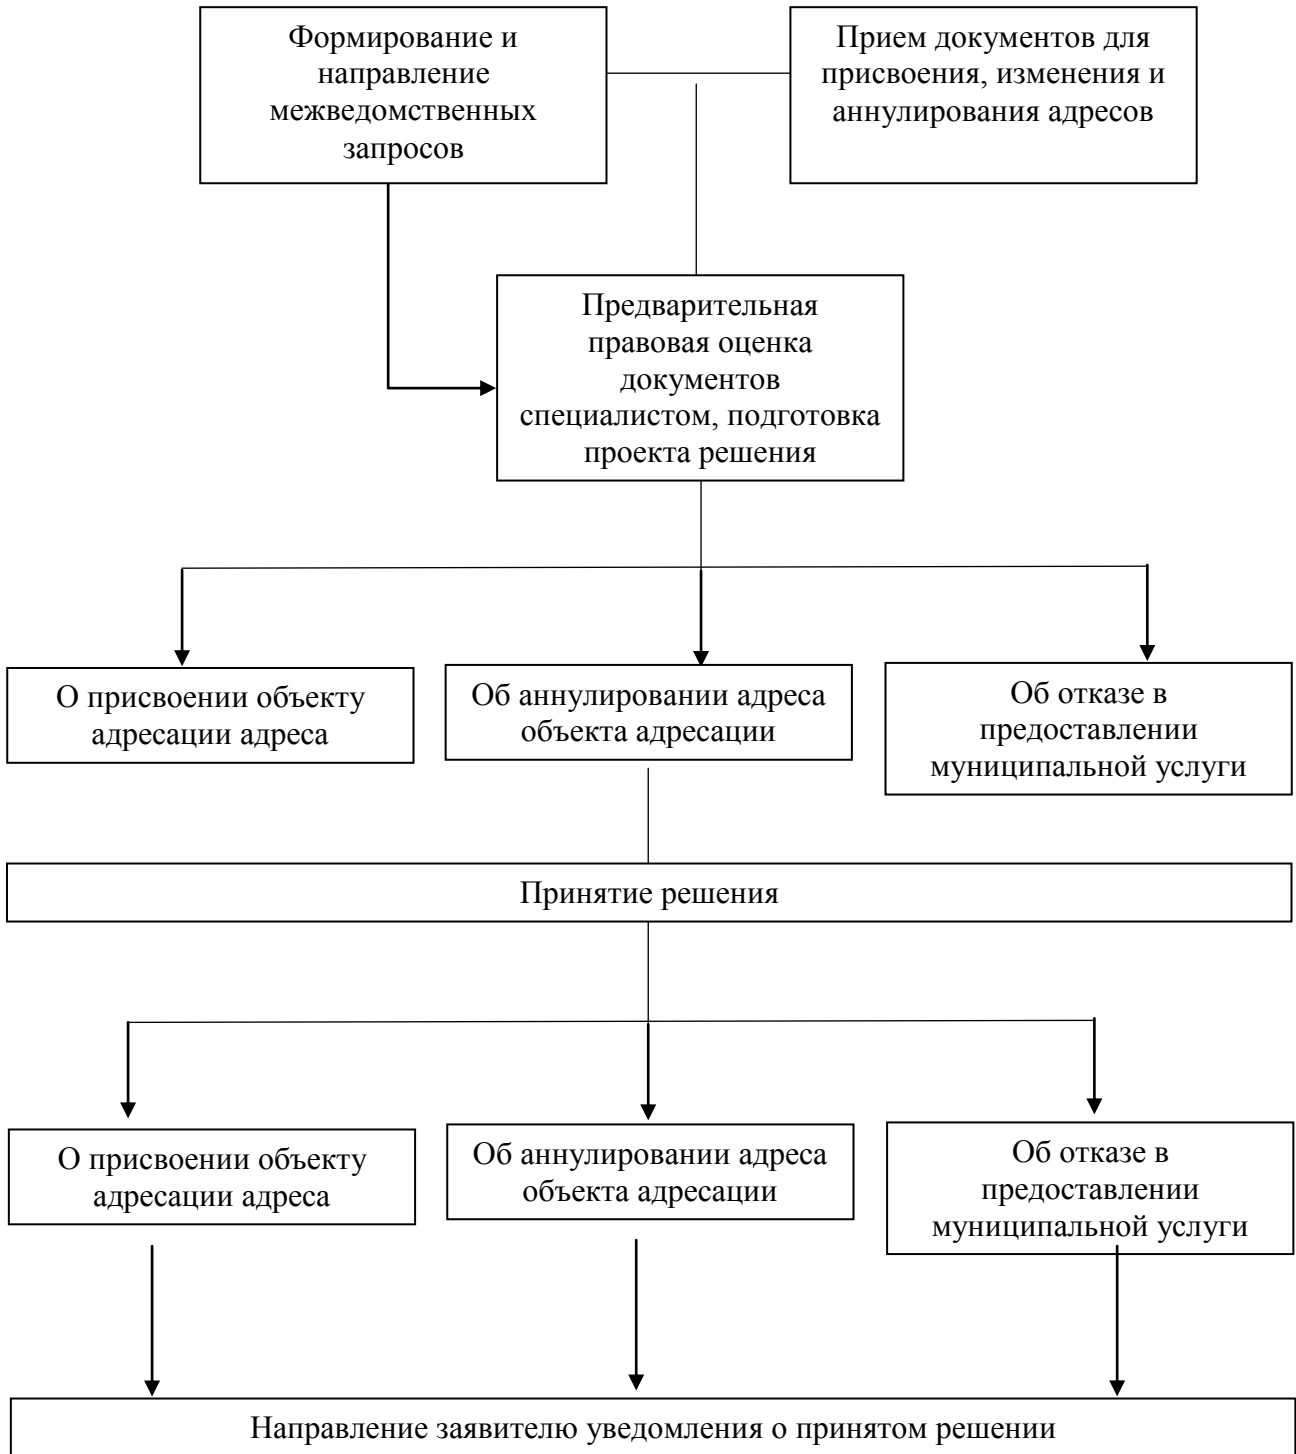 Формирование и
направление
межведомственных
запросов
Прием документов для
присвоения, изменения и
аннулирования адресов
Предварительная
правовая оценка
документов
специалистом, подготовка
проекта решения
О присвоении объекту
адресации адреса
Об аннулировании адреса
объекта адресации
Об отказе в
предоставлении
муниципальной услуги
Принятие решения
О присвоении объекту
адресации адреса
Об аннулировании адреса
объекта адресации
Об отказе в
предоставлении
муниципальной услуги
Направление заявителю уведомления о принятом решении